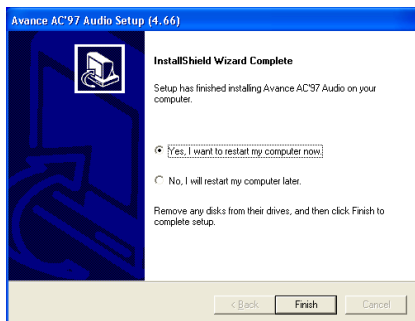 Avance AC'97 Audio Setup (4.66)
InstallShield Wizard Complete
Setup has finished installing Avance AC'97 Audio on your
computer.
Yes, I want to restart my computer now.
No, I will restart my computer later.
Remove any disks from their drives, and then click Finish to
complete setup.
< Back Finish Cancel